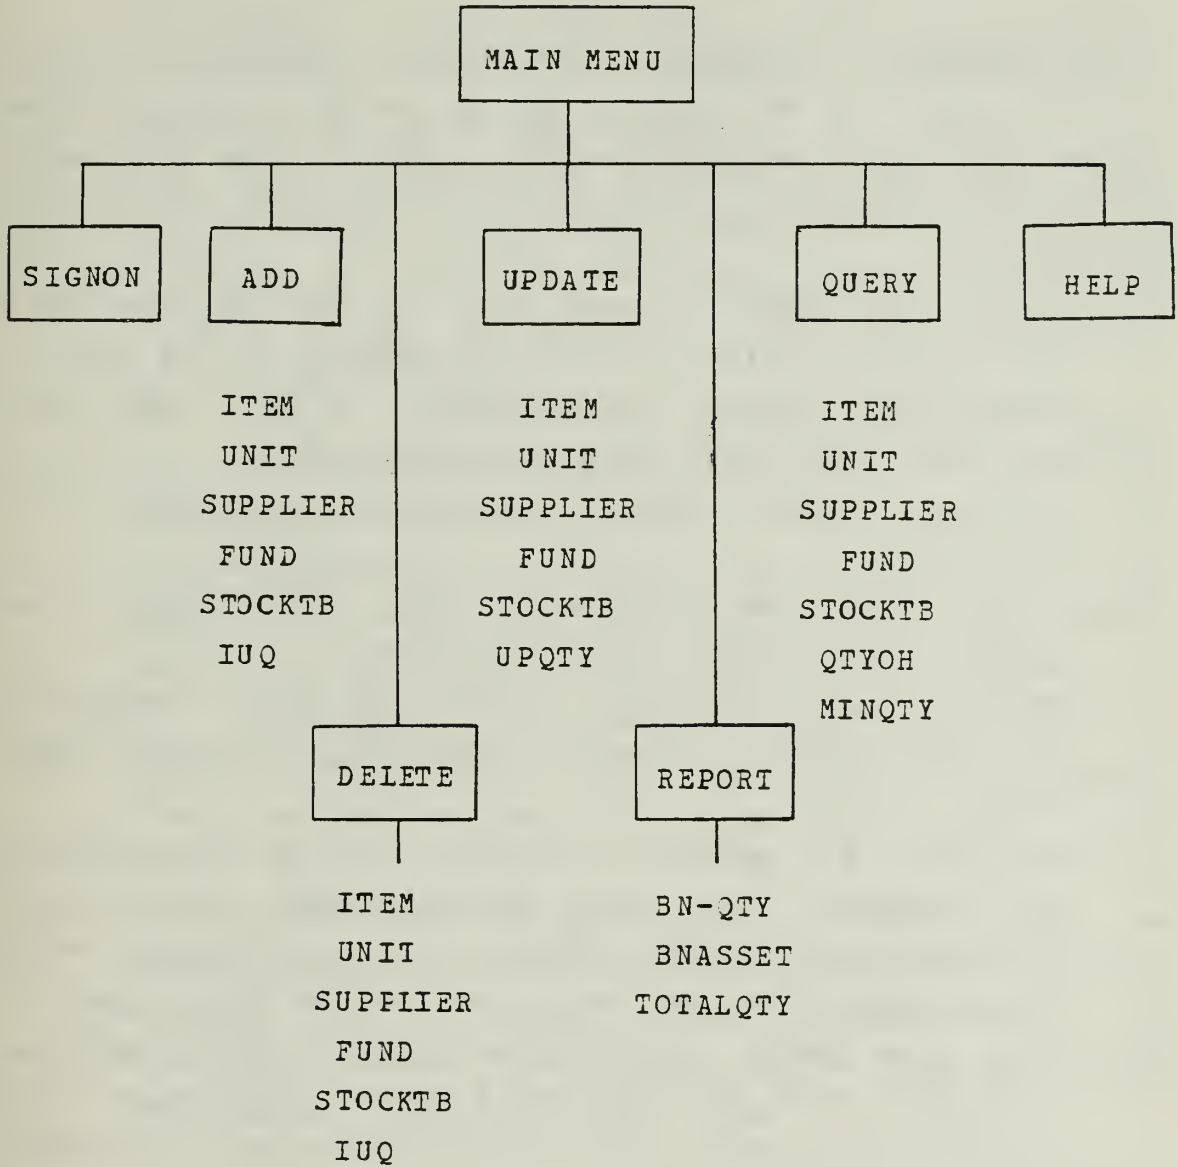 MAIN MENU
SIGNON
ADD
UPDATE
QUERY
HELP
ITEM
UNIT
SUPPLIER
FUND
STOCKTB
IUQ
ITEM
UNIT
SUPPLIER
FUND
STOCKTB
UPQTY
ITEM
UNIT
SUPPLIER
FUND
STOCKTB
QTYOH
MINQTY
DELETE
REPORT
ITEM
UNIT
SUPPLIER
FUND
STOCKTB
IUQ
BN-QTY
BNASSET
TOTALQTY